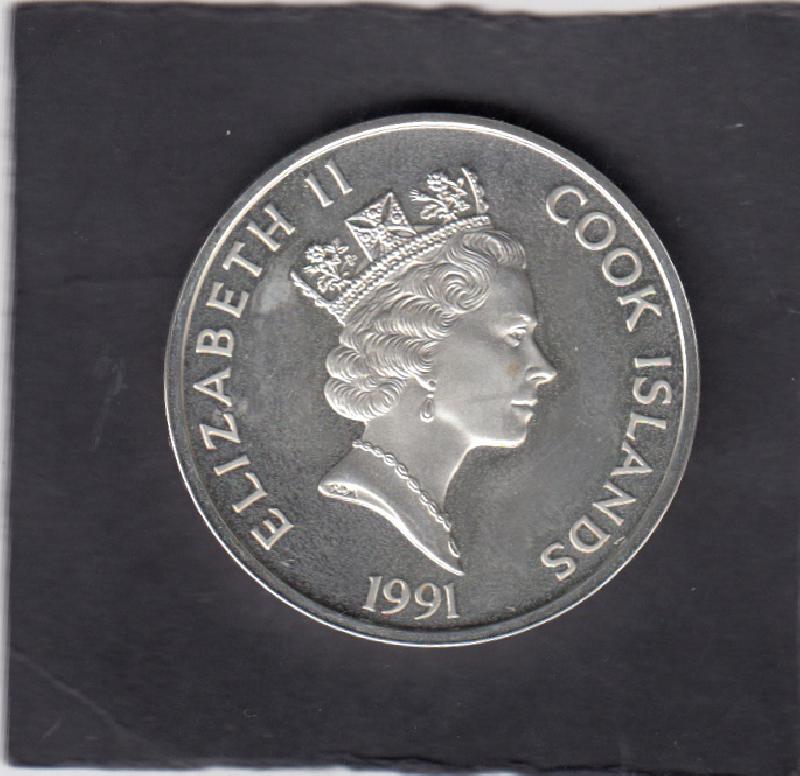 ELIZABETH II
COOK ISLANDS
1991